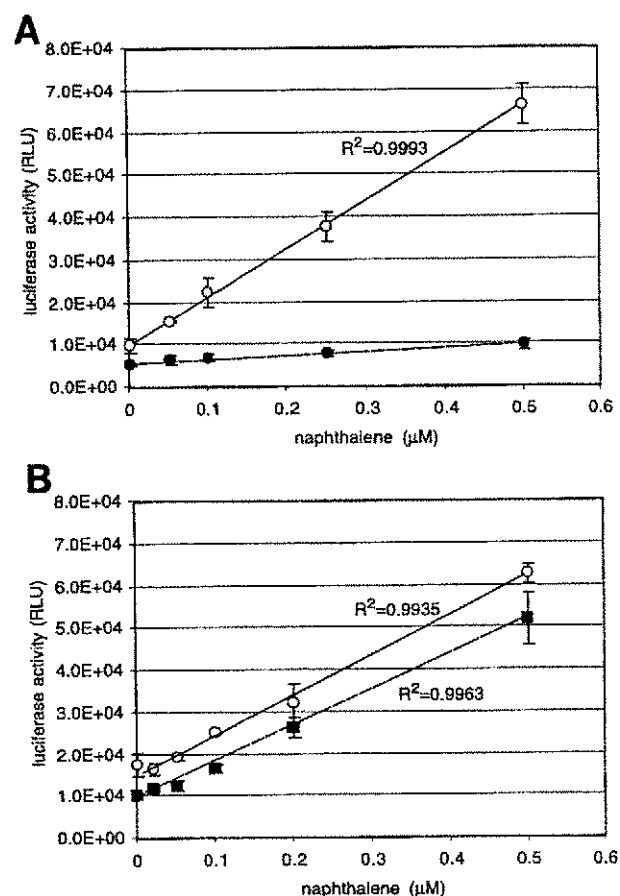 A
8.0E+04
7.0E+04
6.0E+04
5.0E+04
4.0E+04
3.0E+04
2.0E+04
1.0E+04
0.0E+00
luciferase activity (RLU)
R²=0.9993
0 0.1 0.2 0.3 0.4 0.5 0.6
naphthalene (μM)
B
8.0E+04
7.0E+04
6.0E+04
5.0E+04
4.0E+04
3.0E+04
2.0E+04
1.0E+04
0.0E+00
luciferase activity (RLU)
R²=0.9935
R²=0.9963
0 0.1 0.2 0.3 0.4 0.5 0.6
naphthalene (μM)